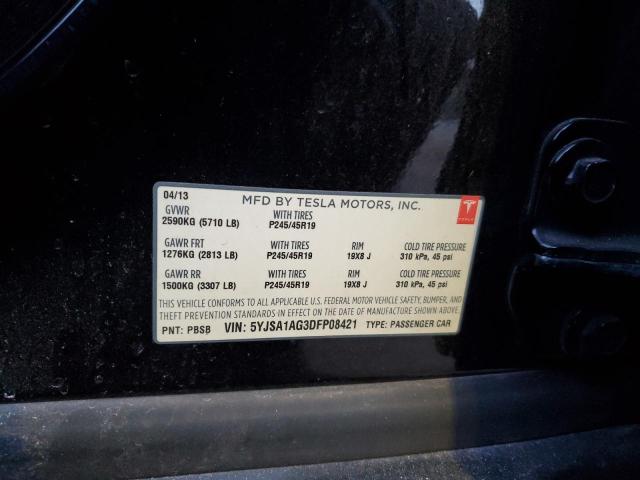 04/13 MFD BY TESLA MOTORS, INC.
GVWR WITH TIRES
2590KG (5710 LB) P245/45R19
TESLA
GAWR FRT WITH TIRES RIM COLD TIRE PRESSURE
1276KG (2813 LB) P245/45R19 19X8 J 310 kPa, 45 psi
GAWR RR WITH TIRES RIM COLD TIRE PRESSURE
1500KG (3307 LB) P245/45R19 19X8 J 310 kPa, 45 psi
THIS VEHICLE CONFORMS TO ALL APPLICABLE U.S. FEDERAL MOTOR VEHICLE SAFETY, BUMPER, AND
THEFT PREVENTION STANDARDS IN EFFECT ON THE DATE OF MANUFACTURE SHOWN ABOVE.
PNT: PBSB VIN: 5YJSA1AG3DFP08421 TYPE: PASSENGER CAR